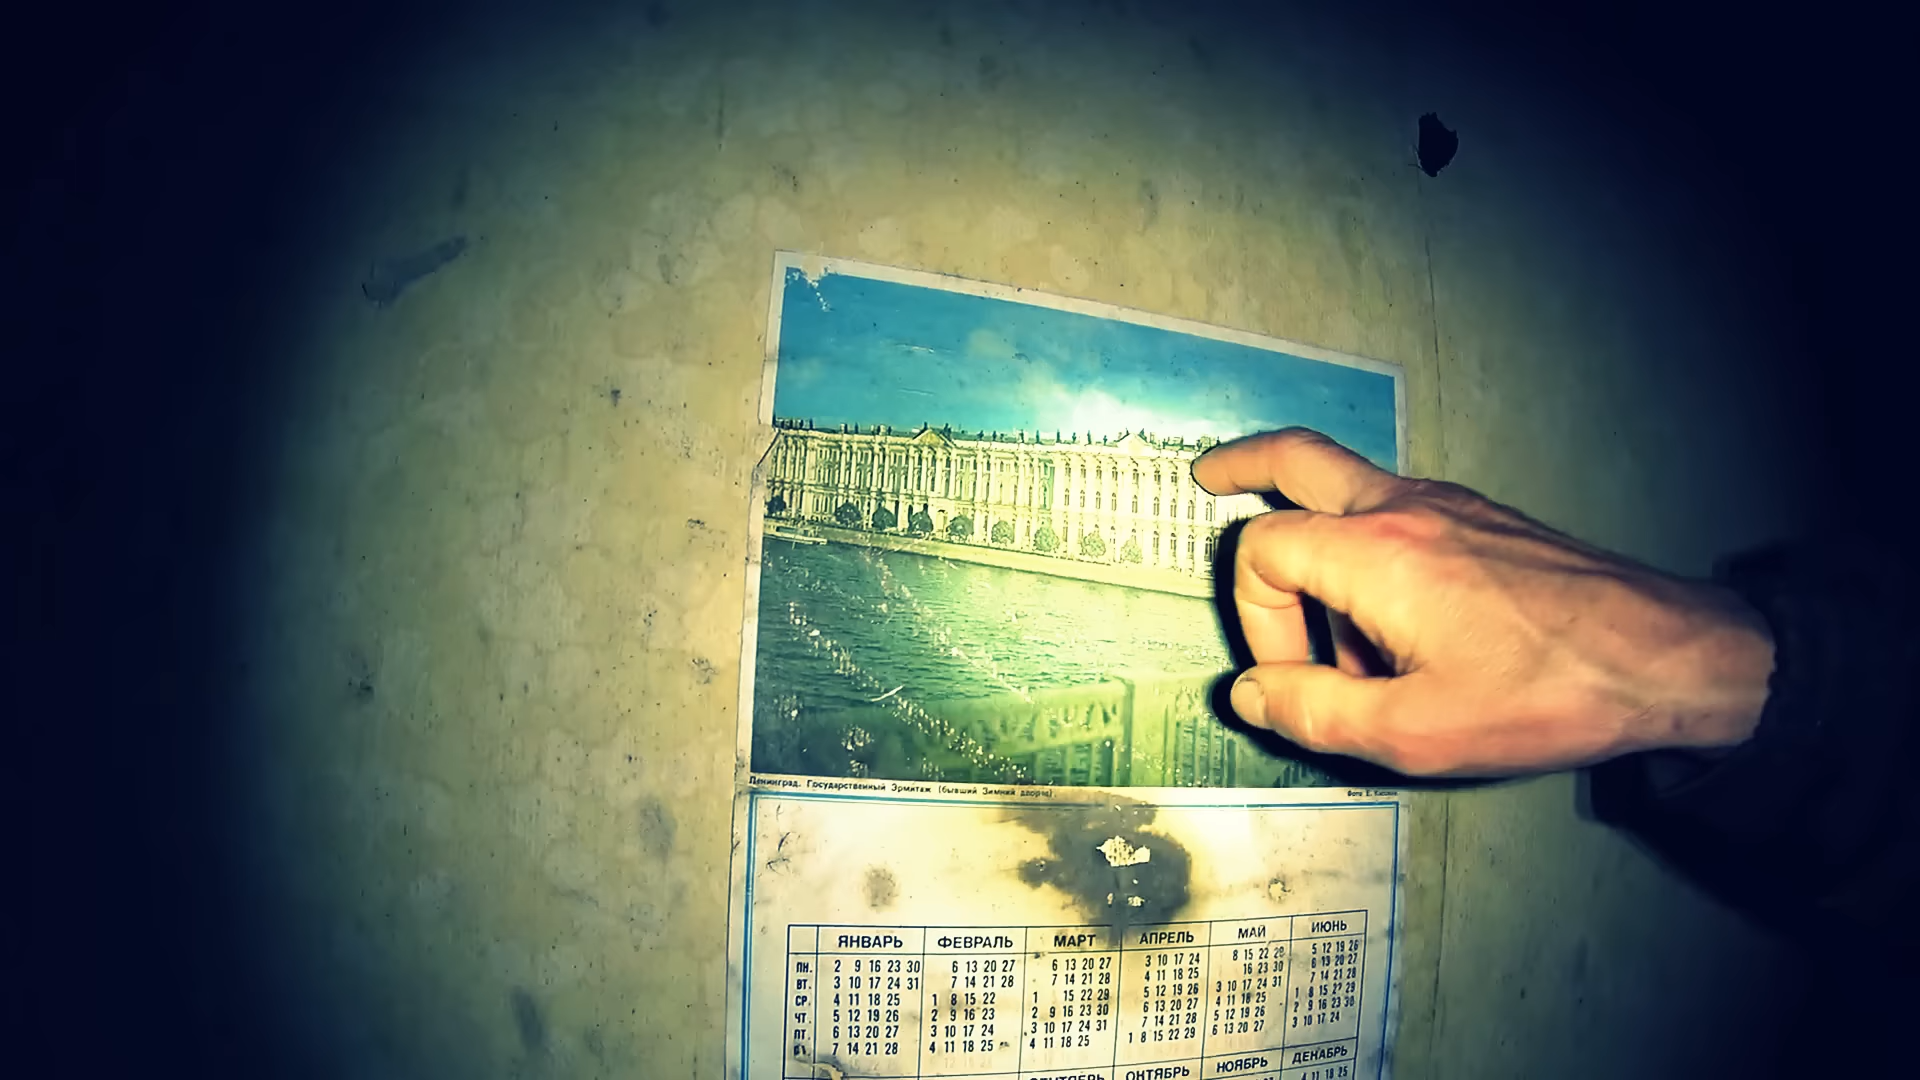 Ленинград. Государственный Эрмитаж (бывший Зимний дворец).
Фото Е.
ЯНВАРЬ ФЕВРАЛЬ МАРТ АПРЕЛЬ МАЙ ИЮНЬ
ПН. 2 9 16 23 30 6 13 20 27 6 13 20 27 3 10 17 24 8 15 22 29 5 12 19 26
ВТ. 3 10 17 24 31 7 14 21 28 7 14 21 28 4 11 18 25 16 23 30 6 13 20 27
СР. 4 11 18 25 1 8 15 22 1 15 22 29 5 12 19 26 3 10 17 24 31 7 14 21 28
ЧТ. 5 12 19 26 2 9 16 23 2 9 16 23 30 6 13 20 27 4 11 18 25 1 8 15 22 29
ПТ. 6 13 20 27 3 10 17 24 3 10 17 24 31 7 14 21 28 5 12 19 26 2 9 16 23 30
7 14 21 28 4 11 18 25 4 11 18 25 1 8 15 22 29 6 13 20 27 3 10 17 24
СЕНТЯБРЬ ОКТЯБРЬ НОЯБРЬ ДЕКАБРЬ
4 11 18 25